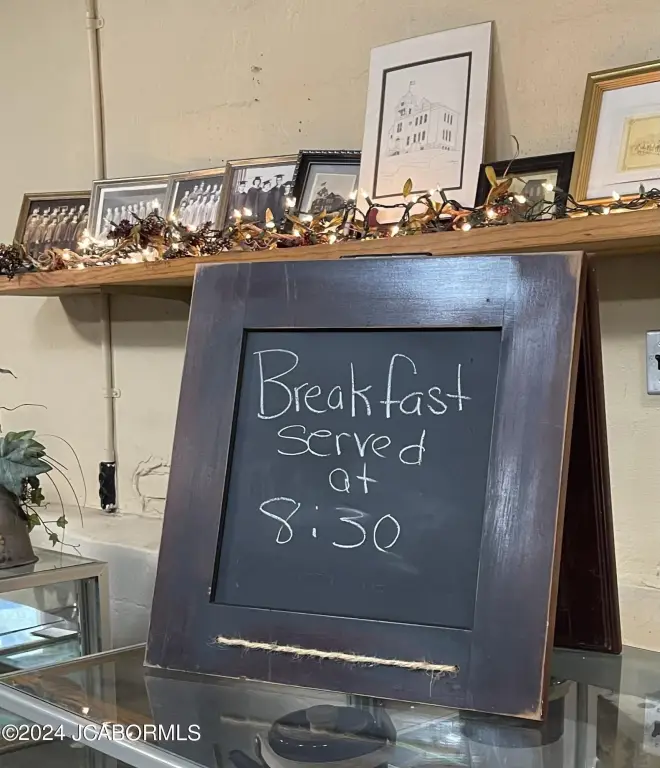 Breakfast
served
at
8:30
©2024 JCABORMLS